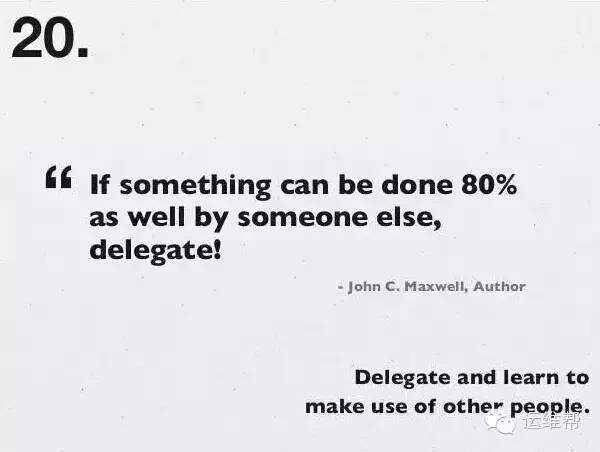 20.
“ If something can be done 80%
as well by someone else,
delegate!
- John C. Maxwell, Author
Delegate and learn to
make use of other people.
运维帮